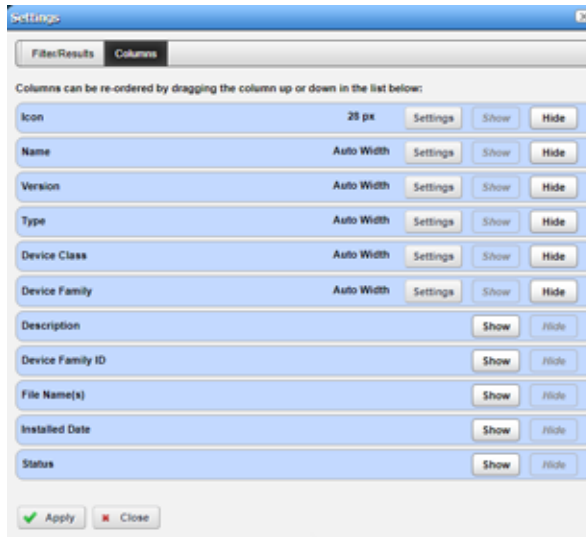 Settings
Filter/Results Columns
Columns can be re-ordered by dragging the column up or down in the list below:
Icon 28 px Settings Show Hide
Name Auto Width Settings Show Hide
Version Auto Width Settings Show Hide
Type Auto Width Settings Show Hide
Device Class Auto Width Settings Show Hide
Device Family Auto Width Settings Show Hide
Description Show Hide
Device Family ID Show Hide
File Name(s) Show Hide
Installed Date Show Hide
Status Show Hide
Apply Close